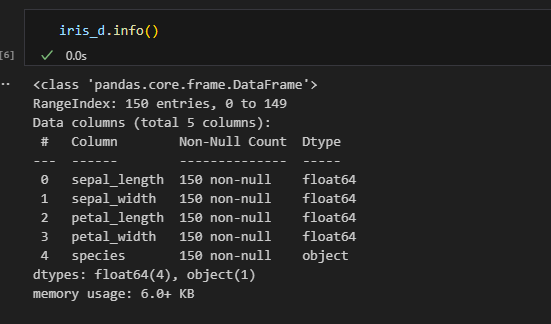 iris_d.info()
[6]
0.0s
<class 'pandas.core.frame.DataFrame'>
RangeIndex: 150 entries, 0 to 149
Data columns (total 5 columns):
 #   Column        Non-Null Count  Dtype
---  ------        --------------  -----
 0   sepal_length  150 non-null    float64
 1   sepal_width   150 non-null    float64
 2   petal_length  150 non-null    float64
 3   petal_width   150 non-null    float64
 4   species       150 non-null    object
dtypes: float64(4), object(1)
memory usage: 6.0+ KB